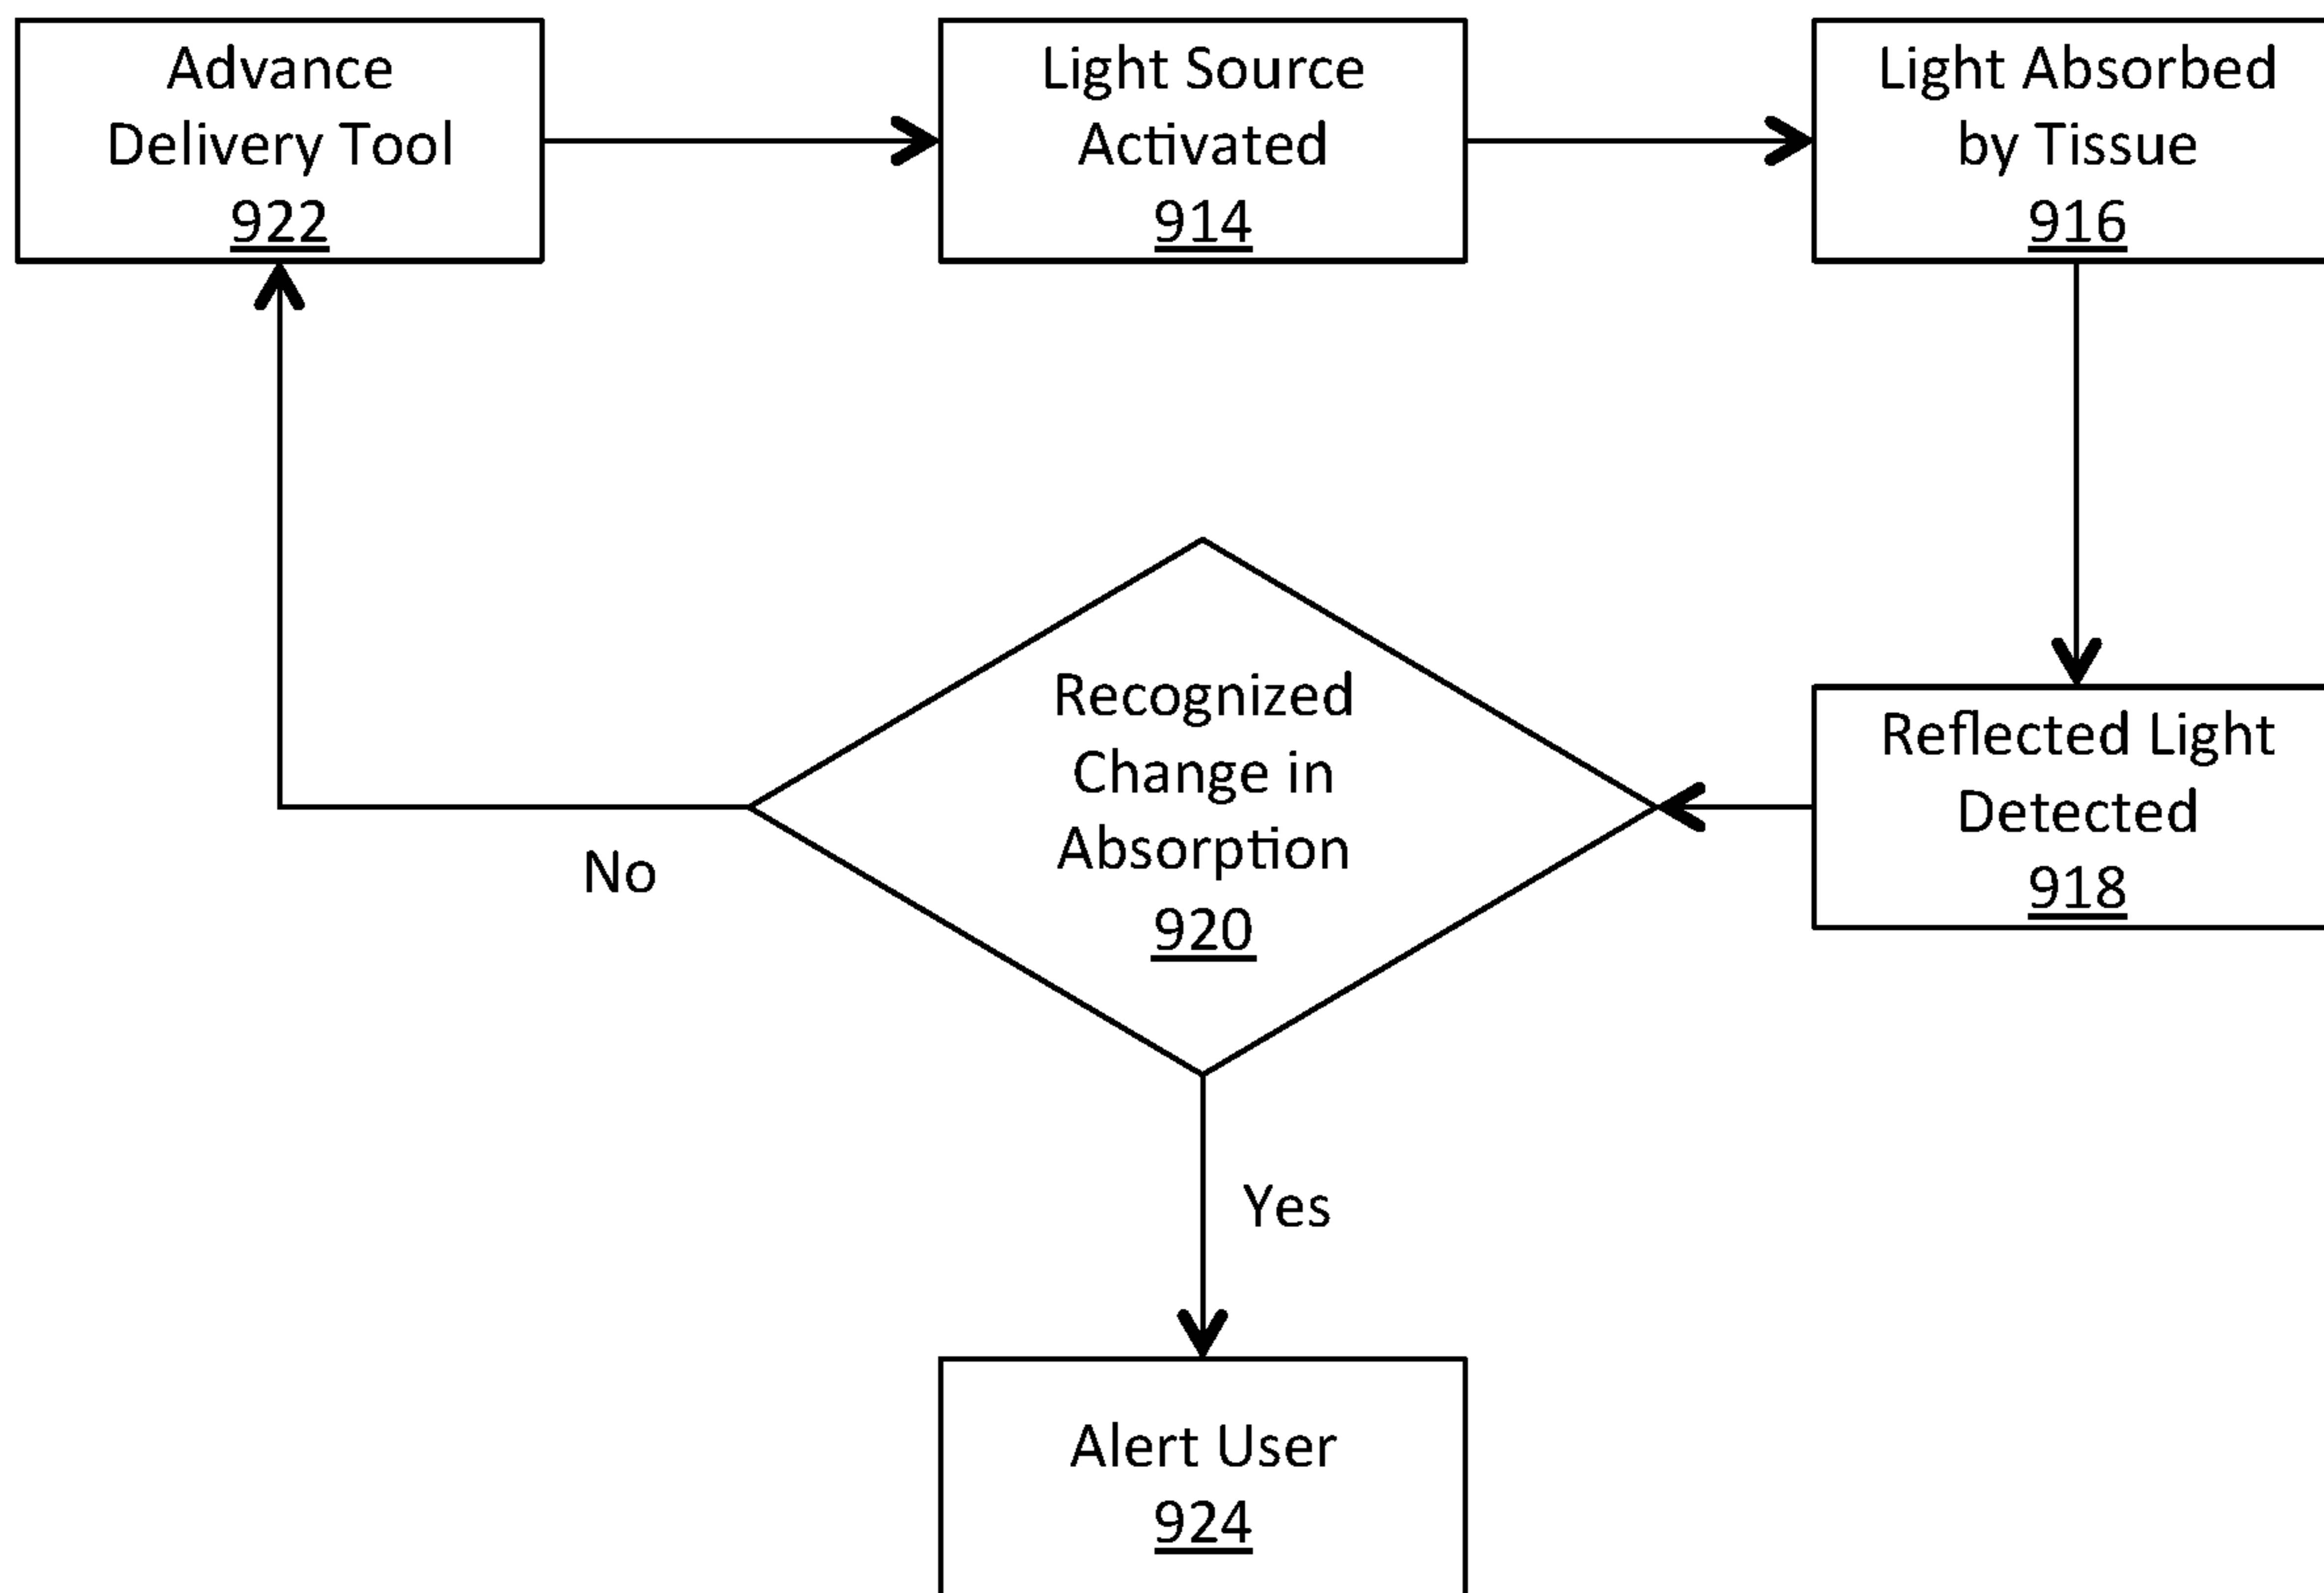 Advance
Delivery Tool
922
Light Source
Activated
914
Light Absorbed
by Tissue
916
Recognized
Change in
Absorption
920
Reflected Light
Detected
918
No
Yes
Alert User
924